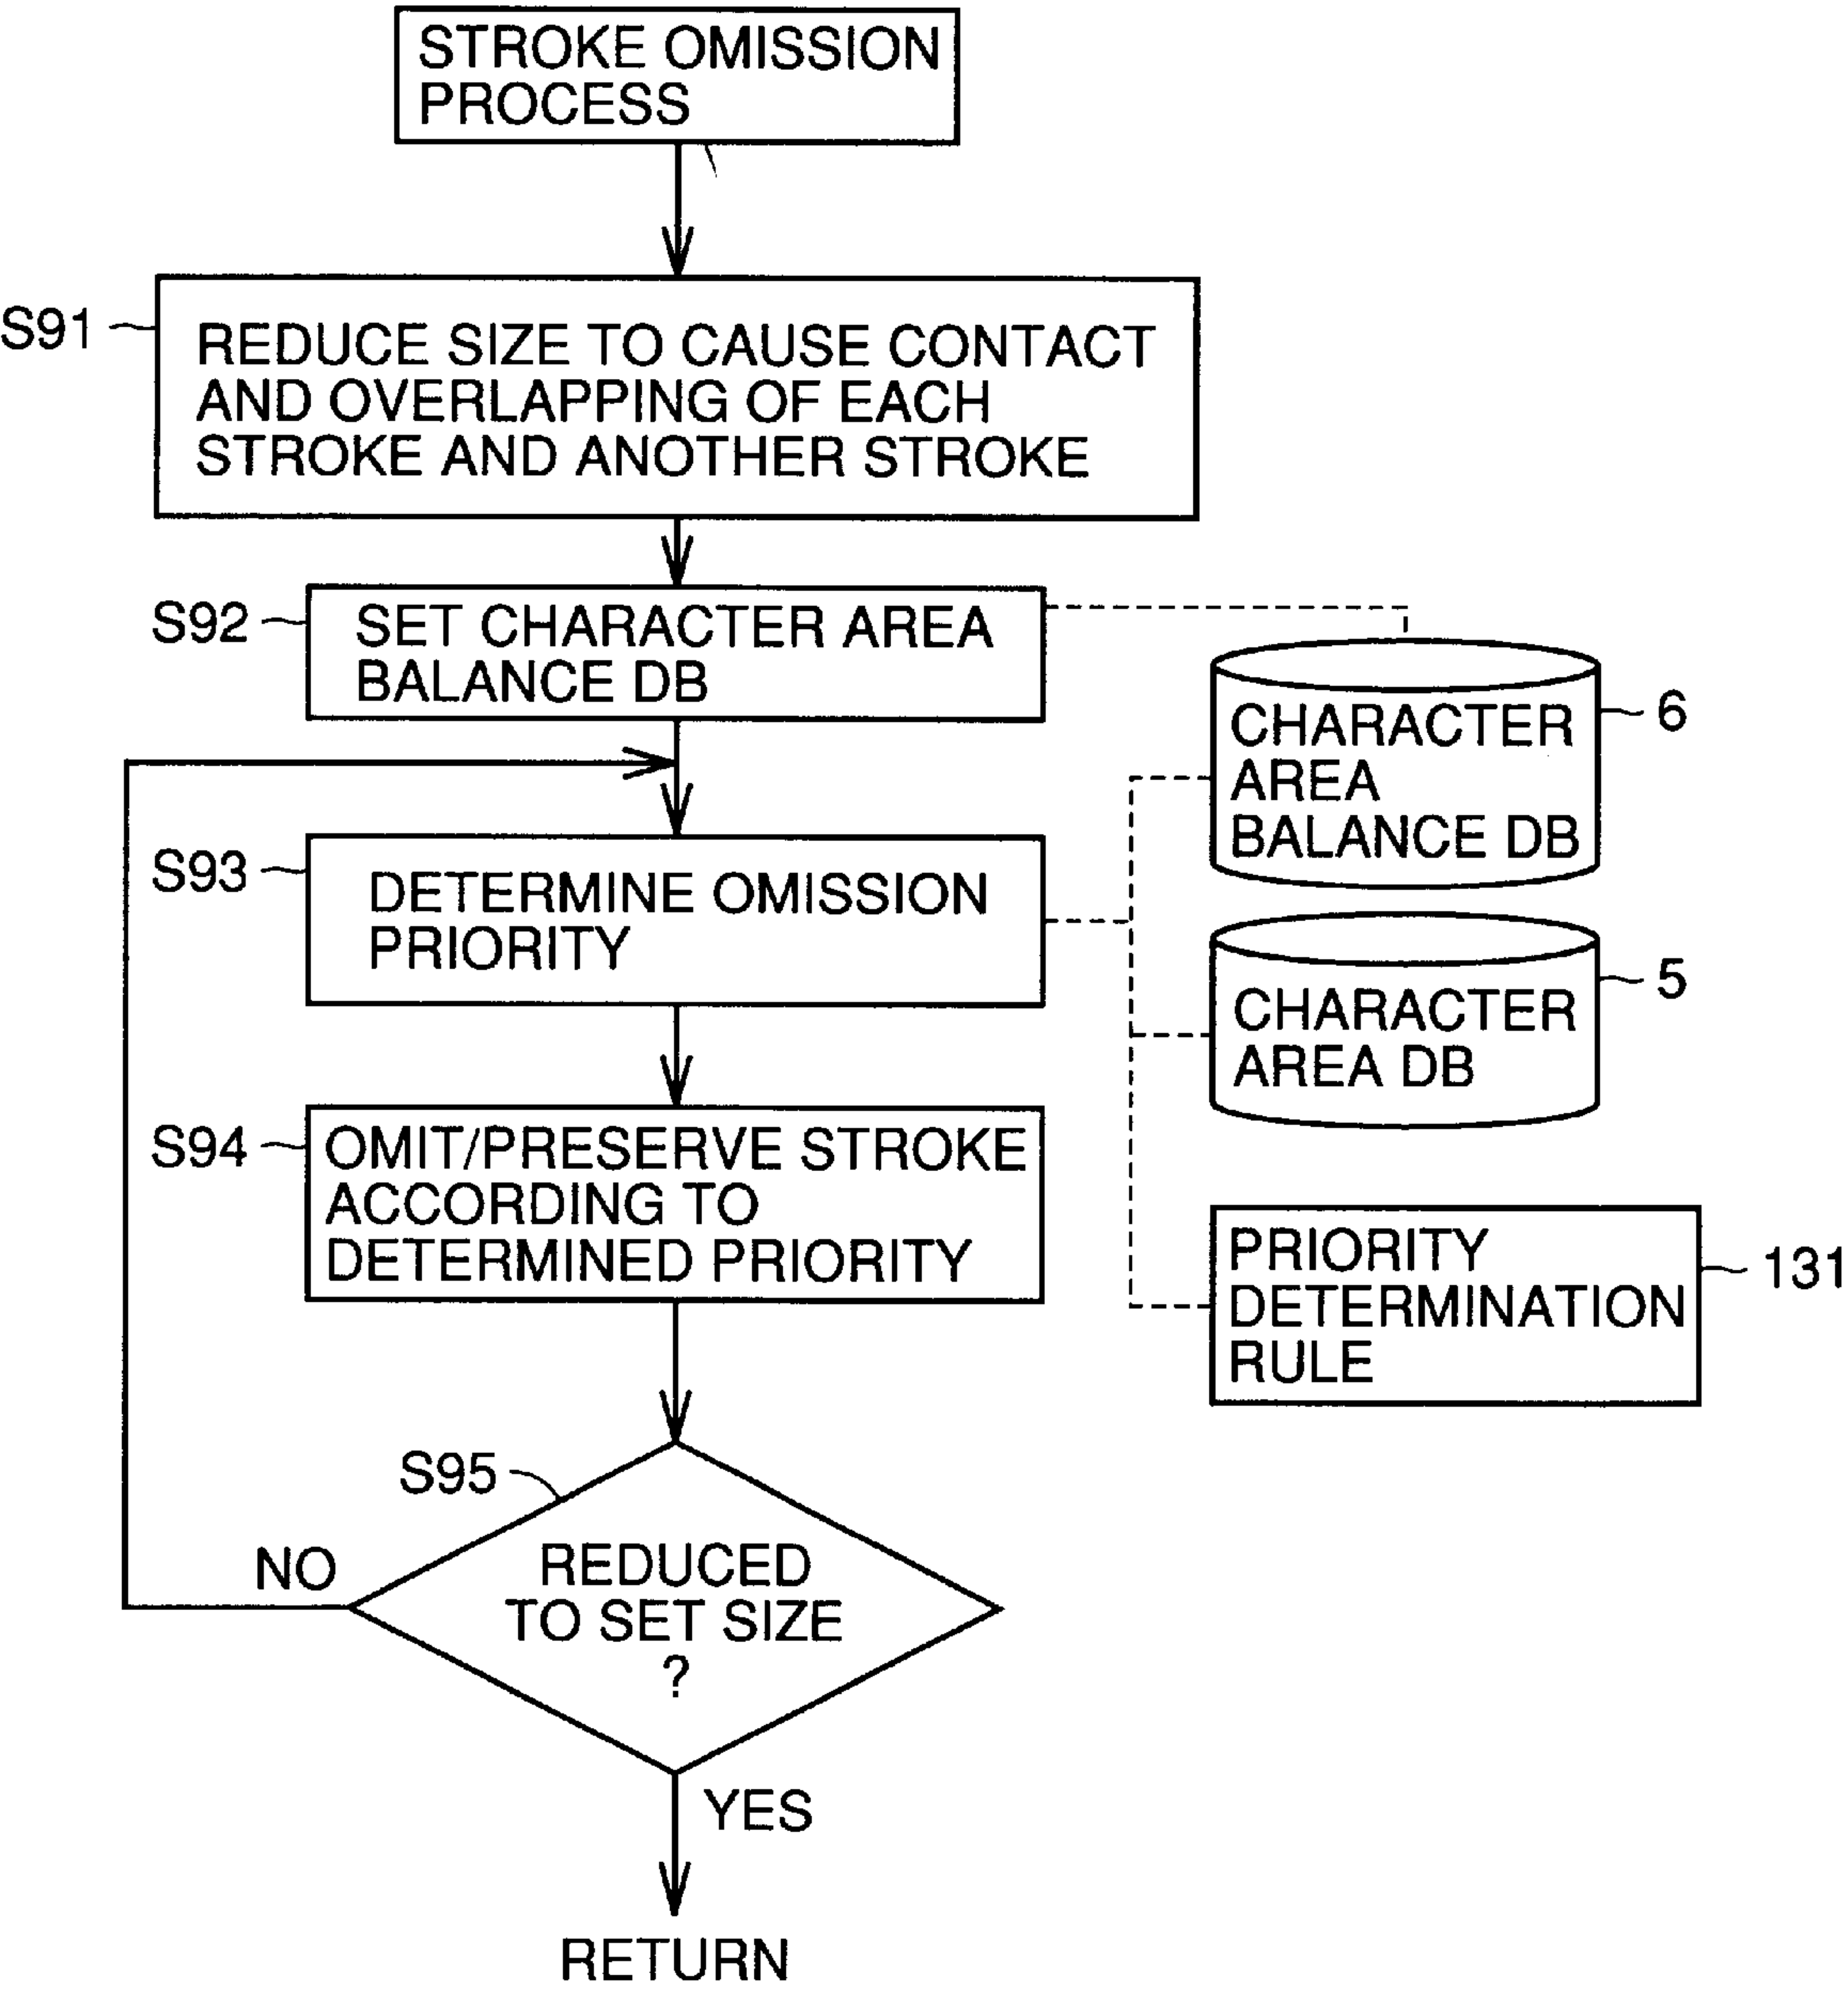 STROKE OMISSION
PROCESS
S91
REDUCE SIZE TO CAUSE CONTACT
AND OVERLAPPING OF EACH
STROKE AND ANOTHER STROKE
S92
SET CHARACTER AREA
BALANCE DB
CHARACTER
AREA
BALANCE DB
6
S93
DETERMINE OMISSION
PRIORITY
CHARACTER
AREA DB
5
S94
OMIT/PRESERVE STROKE
ACCORDING TO
DETERMINED PRIORITY
PRIORITY
DETERMINATION
RULE
131
S95
REDUCED
TO SET SIZE
?
NO
YES
RETURN